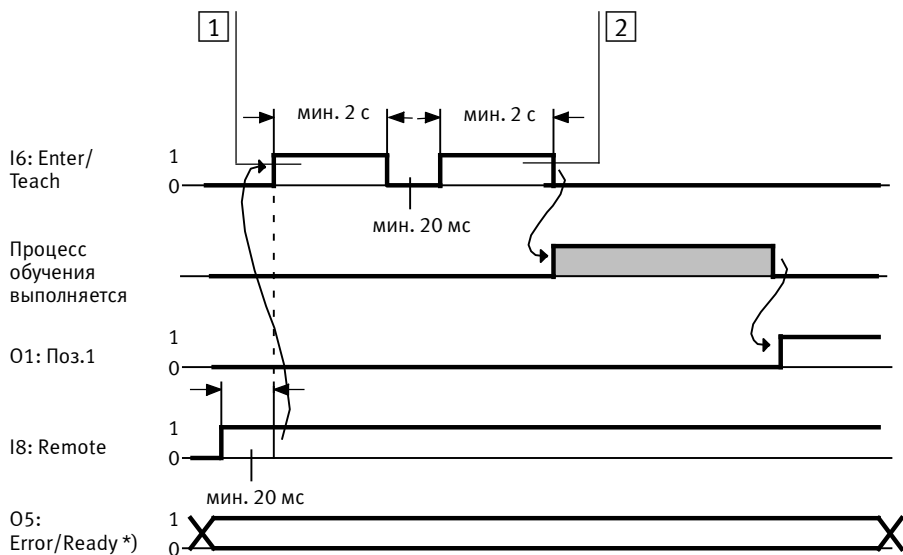 1
2
мин. 2 с
мин. 2 с
I6: Enter/
Teach
1
0
мин. 20 мс
Процесс
обучения
выполняется
O1: Поз.1
1
0
I8: Remote
1
0
мин. 20 мс
O5:
Error/Ready *)
1
0